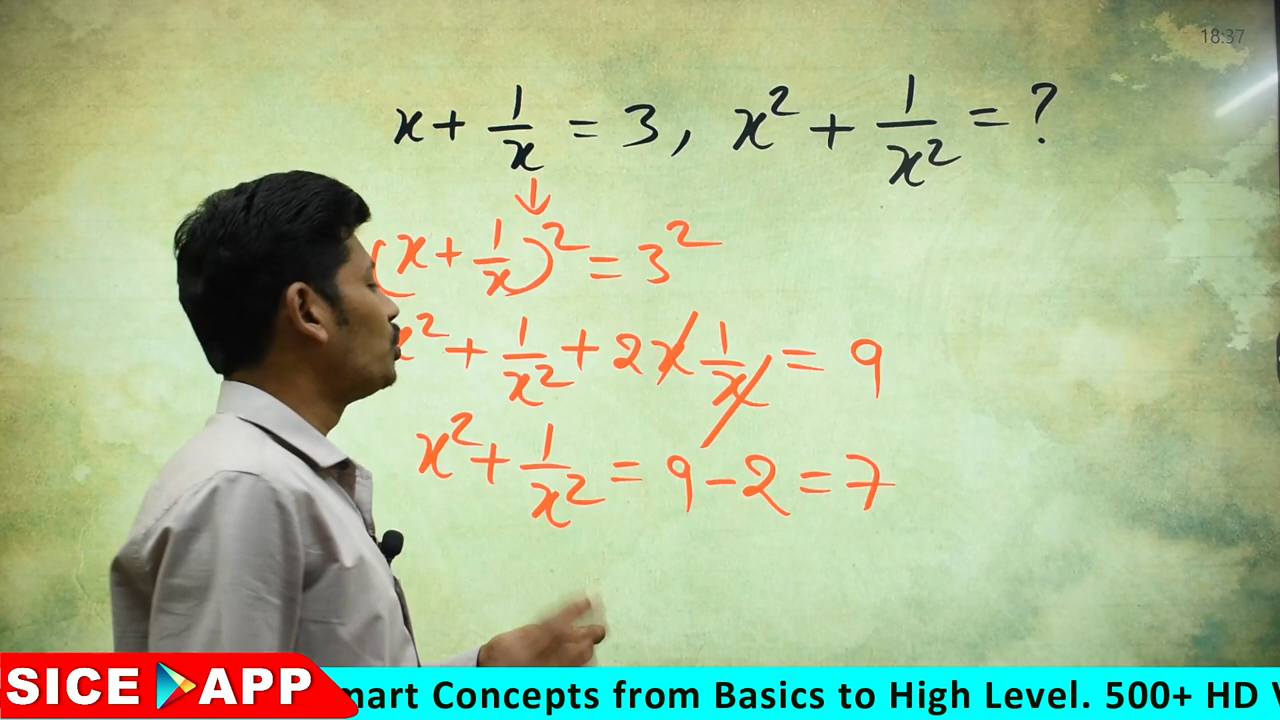 18:37
x + 1/x = 3, x² + 1/x² = ?
↓
(x + 1/x)² = 3²
x² + 1/x² + 2x 1/x = 9
x² + 1/x² = 9 - 2 = 7
SICE APP
mart Concepts from Basics to High Level. 500+ HD